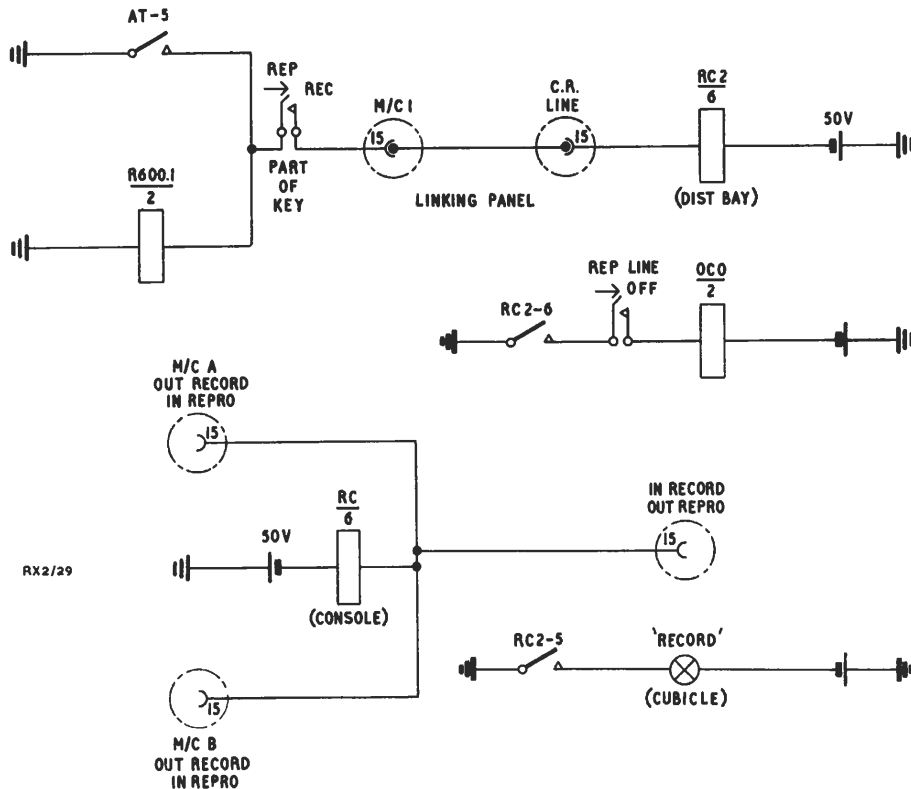 AT-5
REP
REC
M/C 1
C.R.
LINE
RC2
6
50V
15
15
R600.1
2
PART
OF
KEY
LINKING PANEL
(DIST BAY)
REP LINE
OFF
OCO
2
RC2-6
M/C A
OUT RECORD
IN REPRO
15
RC
6
50V
IN RECORD
OUT REPRO
15
RX2/29
(CONSOLE)
RC2-5
'RECORD'
(CUBICLE)
15
M/C B
OUT RECORD
IN REPRO